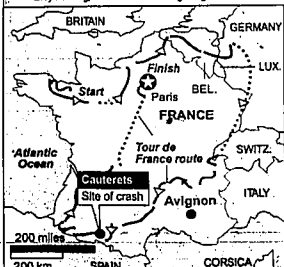 BRITAIN
GERMANY
Start
Finish
LUX.
Paris
BEL.
FRANCE
Atlantic
Ocean
Tour de
France route
SWITZ.
Cauterets
Site of crash
Avignon
ITALY
200 miles
200 km
SPAIN
CORSICA